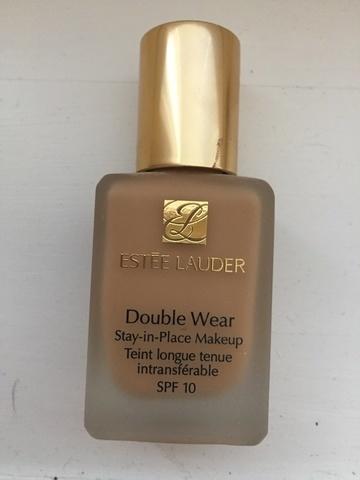 ESTĒE LAUDER
Double Wear
Stay-in-Place Makeup
Teint longue tenue
intransférable
SPF 10